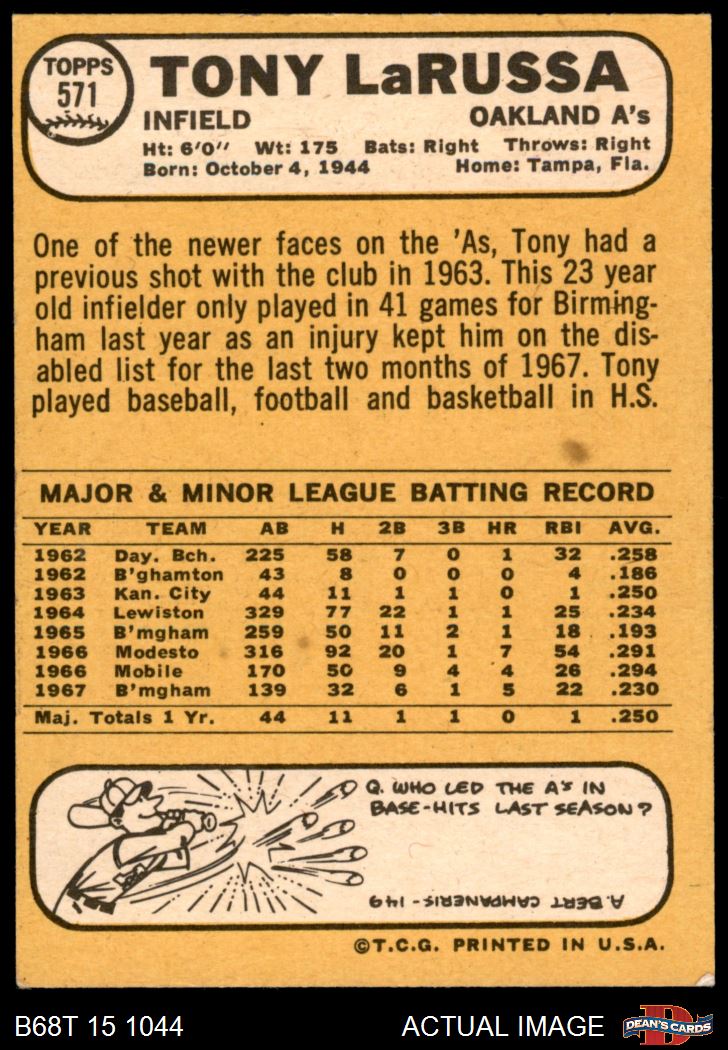 TOPPS
571
TONY LaRUSSA
INFIELD OAKLAND A's
Ht: 6'0" Wt: 175 Bats: Right Throws: Right
Born: October 4, 1944 Home: Tampa, Fla.
One of the newer faces on the 'As, Tony had a
previous shot with the club in 1963. This 23 year
old infielder only played in 41 games for Birming-
ham last year as an injury kept him on the dis-
abled list for the last two months of 1967. Tony
played baseball, football and basketball in H.S.
MAJOR & MINOR LEAGUE BATTING RECORD
YEAR TEAM AB H 2B 3B HR RBI AVG.
1962 Day. Bch. 225 58 7 0 1 32 .258
1962 B'ghamton 43 8 0 0 0 4 .186
1963 Kan. City 44 11 1 1 0 1 .250
1964 Lewiston 329 77 22 1 1 25 .234
1965 B'mgham 259 50 11 2 1 18 .193
1966 Modesto 316 92 20 1 7 54 .291
1966 Mobile 170 50 9 4 4 26 .294
1967 B'mgham 139 32 6 1 5 22 .230
Maj. Totals 1 Yr. 44 11 1 1 0 1 .250
Q. WHO LED THE A's IN
BASE-HITS LAST SEASON?
A. BERT CAMPANERIS - 149
©T.C.G. PRINTED IN U.S.A.
B68T 15 1044 ACTUAL IMAGE DEAN'S CARDS